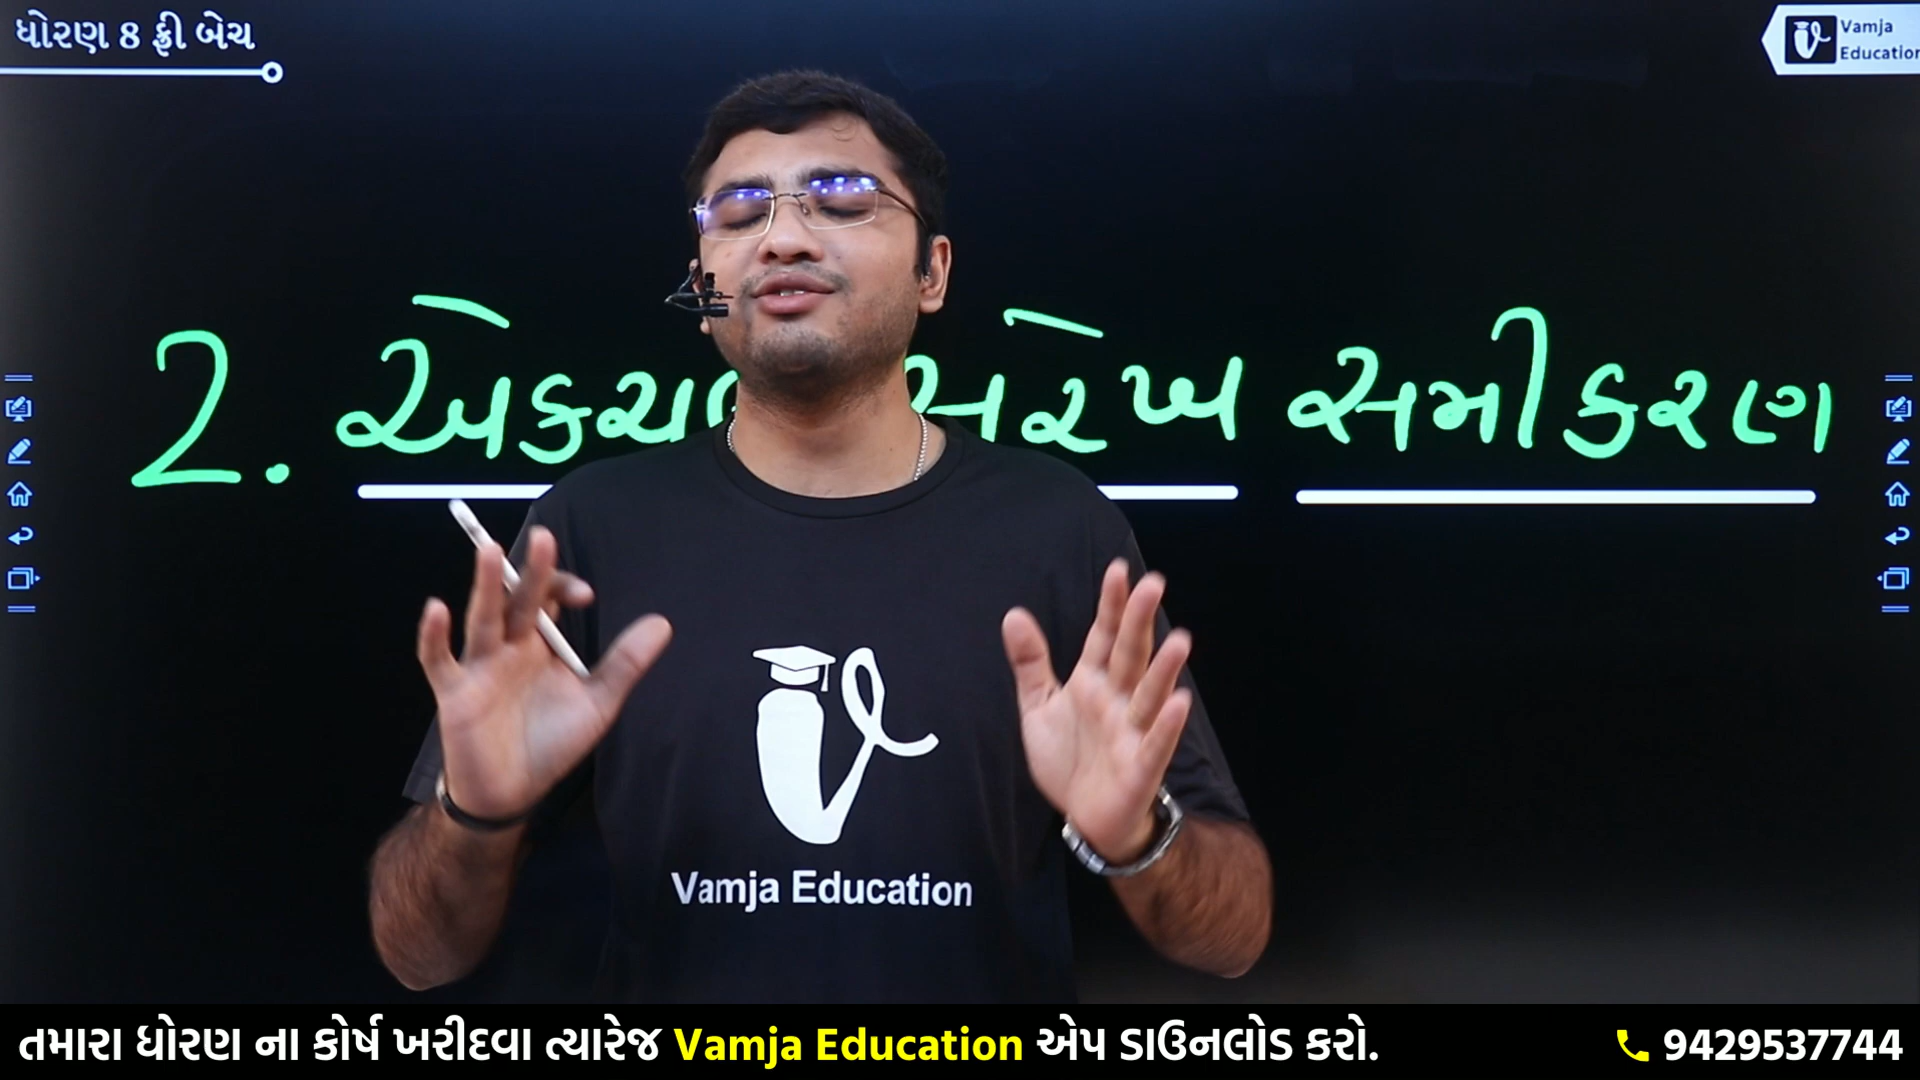 ધોરણ 8 ફ્રી બેચ
Vamja
Education
2. એકચલ સુરેખ સમીકરણ
Vamja Education
તમારા ધોરણ ના કોર્ષ ખરીદવા ત્યારેજ Vamja Education એપ ડાઉનલોડ કરો.
9429537744